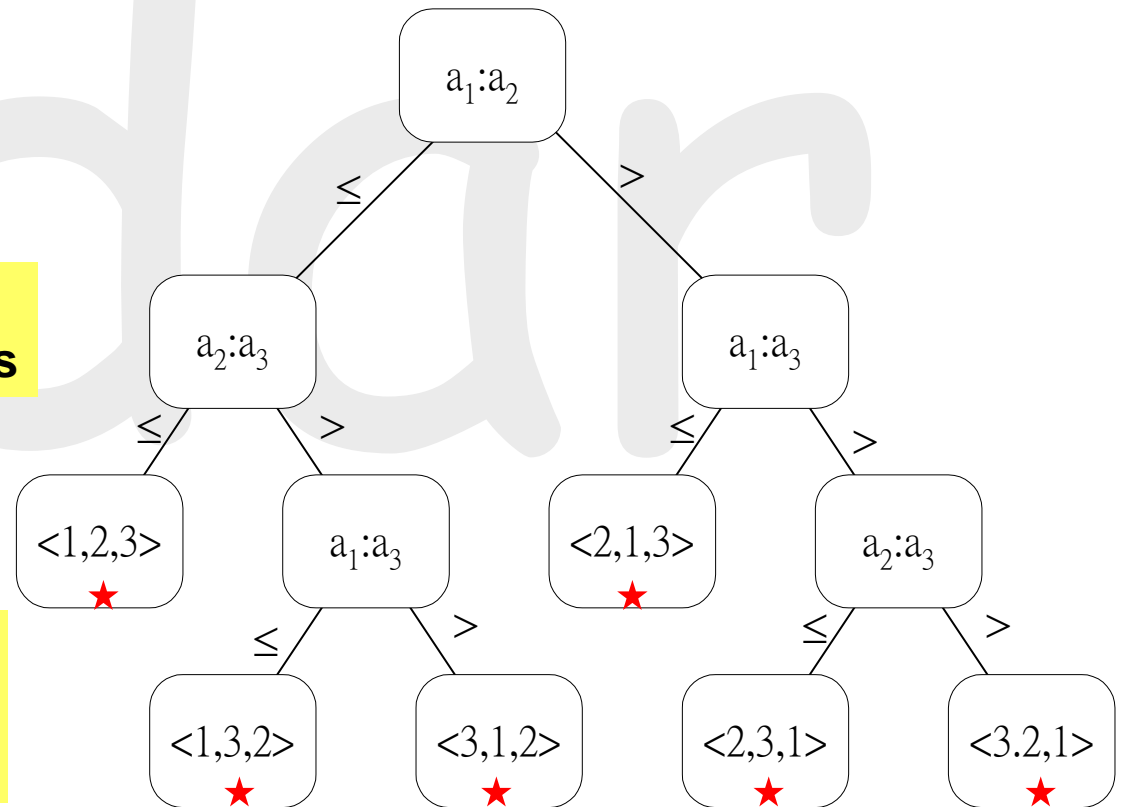 a₁:a₂
≤ >
s
a₂:a₃ a₁:a₃
≤ > ≤ >
<1,2,3> a₁:a₃ <2,1,3> a₂:a₃
≤ > ≤ >
<1,3,2> <3,1,2> <2,3,1> <3.2,1>
dar